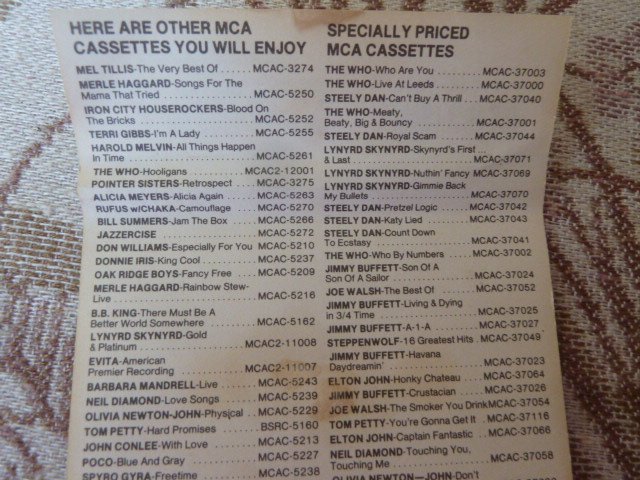 HERE ARE OTHER MCA
CASSETTES YOU WILL ENJOY
MEL TILLIS-The Very Best Of ...... MCAC-3274
MERLE HAGGARD-Songs For The
Mama That Tried ............ MCAC-5250
IRON CITY HOUSEROCKERS-Blood On
The Bricks ................. MCAC-5252
TERRI GIBBS-I'm A Lady ....... MCAC-5255
HAROLD MELVIN-All Things Happen
In Time .................... MCAC-5261
THE WHO-Hooligans ......... MCAC2-12001
POINTER SISTERS-Retrospect .. MCAC-3275
ALICIA MEYERS-Alicia Again .... MCAC-5263
RUFUS w/CHAKA-Camouflage .... MCAC-5270
BILL SUMMERS-Jam The Box .... MCAC-5266
JAZZERCISE ................. MCAC-5272
DON WILLIAMS-Especially For You MCAC-5210
DONNIE IRIS-King Cool ........ MCAC-5237
OAK RIDGE BOYS-Fancy Free ... MCAC-5209
MERLE HAGGARD-Rainbow Stew-
Live ....................... MCAC-5216
B.B. KING-There Must Be A
Better World Somewhere ..... MCAC-5162
LYNYRD SKYNYRD-Gold
& Platinum ............... MCAC2-11008
EVITA-American
Premier Recording ......... MCAC2-11007
BARBARA MANDRELL-Live ..... MCAC-5243
NEIL DIAMOND-Love Songs .... MCAC-5239
OLIVIA NEWTON-JOHN-Physical . MCAC-5229
TOM PETTY-Hard Promises .... BSRC-5160
JOHN CONLEE-With Love ...... MCAC-5213
POCO-Blue And Gray ......... MCAC-5227
SPYRO GYRA-Freetime ........ MCAC-5238
SPECIALLY PRICED
MCA CASSETTES
THE WHO-Who Are You ....... MCAC-37003
THE WHO-Live At Leeds ...... MCAC-37000
STEELY DAN-Can't Buy A Thrill ... MCAC-37040
THE WHO-Meaty,
Beaty, Big & Bouncy ......... MCAC-37001
STEELY DAN-Royal Scam ..... MCAC-37044
LYNYRD SKYNYRD-Skynyrd's First ...
& Last .................... MCAC-37071
LYNYRD SKYNYRD-Nuthin' Fancy MCAC-37069
LYNYRD SKYNYRD-Gimmie Back
My Bullets ................ MCAC-37070
STEELY DAN-Pretzel Logic .... MCAC-37042
STEELY DAN-Katy Lied ....... MCAC-37043
STEELY DAN-Count Down
To Ecstasy ................ MCAC-37041
THE WHO-Who By Numbers ... MCAC-37002
JIMMY BUFFETT-Son Of A
Son Of A Sailor ............ MCAC-37024
JOE WALSH-The Best Of ..... MCAC-37052
JIMMY BUFFETT-Living & Dying
in 3/4 Time ............... MCAC-37025
JIMMY BUFFETT-A-1-A ....... MCAC-37027
STEPPENWOLF-16 Greatest Hits . MCAC-37049
JIMMY BUFFETT-Havana
Daydreamin' ............... MCAC-37023
ELTON JOHN-Honky Chateau ... MCAC-37064
JIMMY BUFFETT-Crustacian ... MCAC-37026
JOE WALSH-The Smoker You Drink MCAC-37054
TOM PETTY-You're Gonna Get It . MCAC-37116
ELTON JOHN-Captain Fantastic .. MCAC-37066
NEIL DIAMOND-Touching You,
Touching Me ............... MCAC-37058
OLIVIA NEWTON—JOHN-Don't